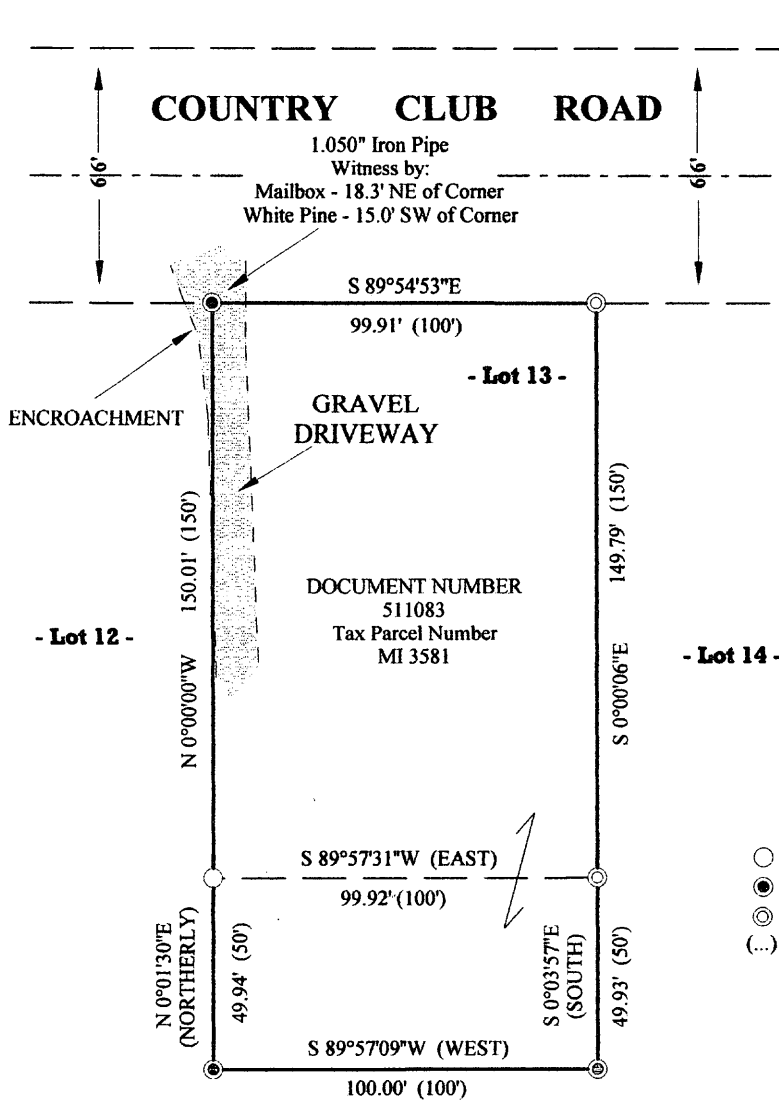 COUNTRY CLUB ROAD
1.050" Iron Pipe
Witness by:
Mailbox - 18.3' NE of Corner
White Pine - 15.0' SW of Corner
66'
66'
S 89°54'53"E
99.91' (100')
- Lot 13 -
ENCROACHMENT
GRAVEL
DRIVEWAY
150.01' (150')
N 0°00'00"W
149.79' (150')
S 0°00'06"E
DOCUMENT NUMBER
511083
Tax Parcel Number
MI 3581
- Lot 12 -
- Lot 14 -
S 89°57'31"W (EAST)
99.92' (100')
N 0°01'30"E
(NORTHERLY)
49.94' (50')
S 0°03'57"E
(SOUTH)
49.93' (50')
(...)
S 89°57'09"W (WEST)
100.00' (100')